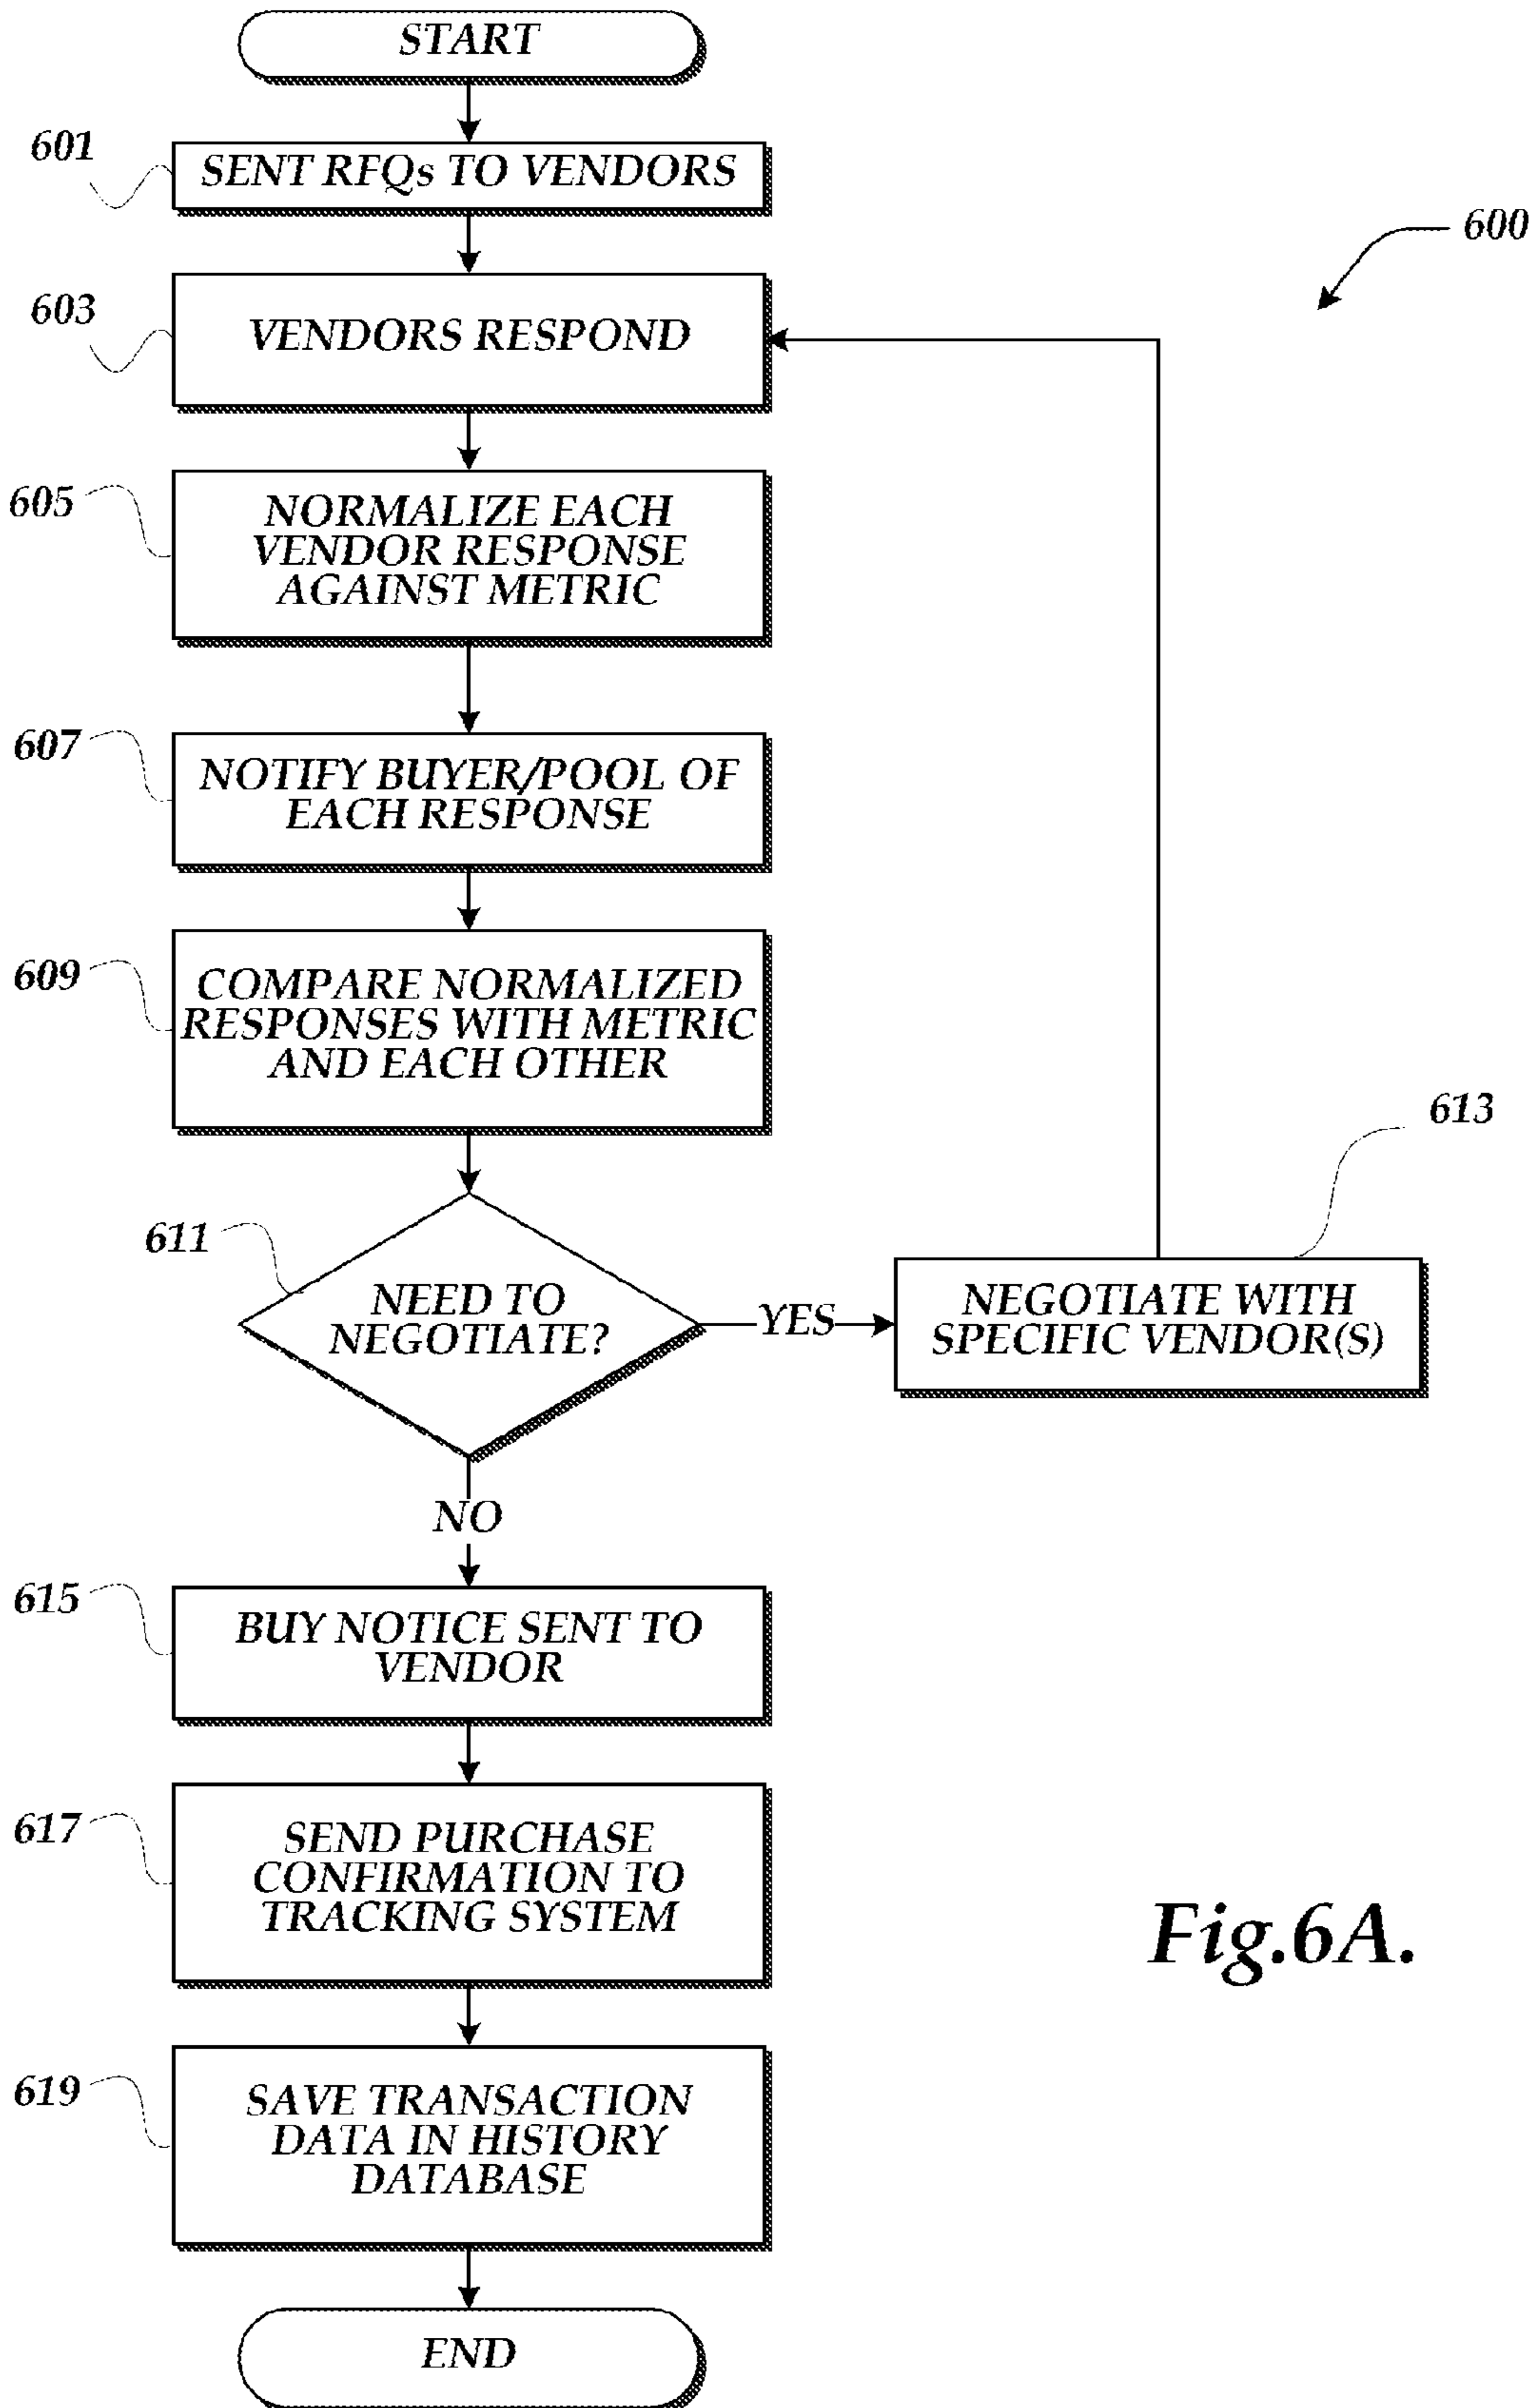 START
601
SENT RFQs TO VENDORS
600
603
VENDORS RESPOND
605
NORMALIZE EACH
VENDOR RESPONSE
AGAINST METRIC
607
NOTIFY BUYER/POOL OF
EACH RESPONSE
609
COMPARE NORMALIZED
RESPONSES WITH METRIC
AND EACH OTHER
611
NEED TO
NEGOTIATE?
YES
613
NEGOTIATE WITH
SPECIFIC VENDOR(S)
NO
615
BUY NOTICE SENT TO
VENDOR
617
SEND PURCHASE
CONFIRMATION TO
TRACKING SYSTEM
Fig.6A.
619
SAVE TRANSACTION
DATA IN HISTORY
DATABASE
END